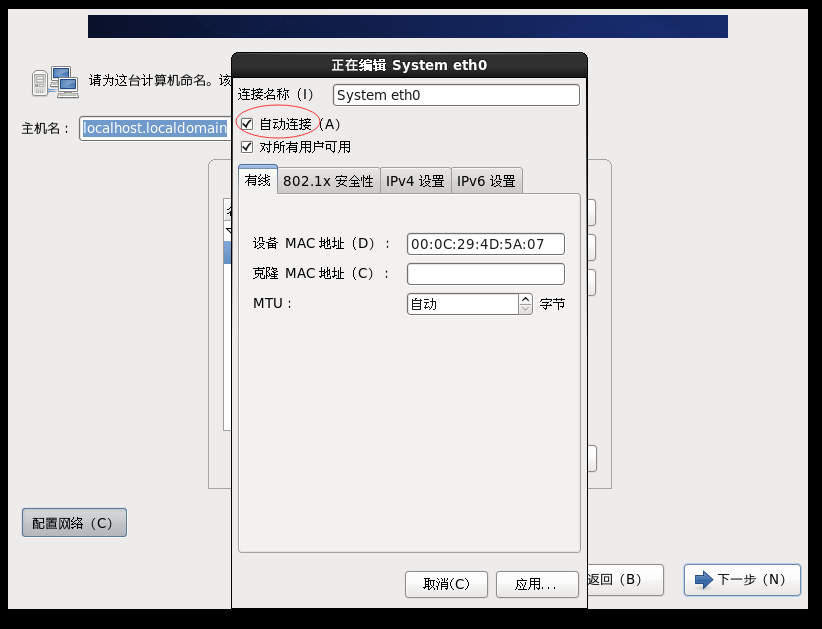 正在编辑 System eth0
请为这台计算机命名。该
连接名称（I）
System eth0
自动连接（A）
主机名：
localhost.localdomain
对所有用户可用
有线
802.1x 安全性
IPv4 设置
IPv6 设置
设备 MAC 地址（D）：
00:0C:29:4D:5A:07
克隆 MAC 地址（C）：
MTU：
自动
字节
配置网络（C）
取消(C)
应用...
返回（B）
下一步（N）